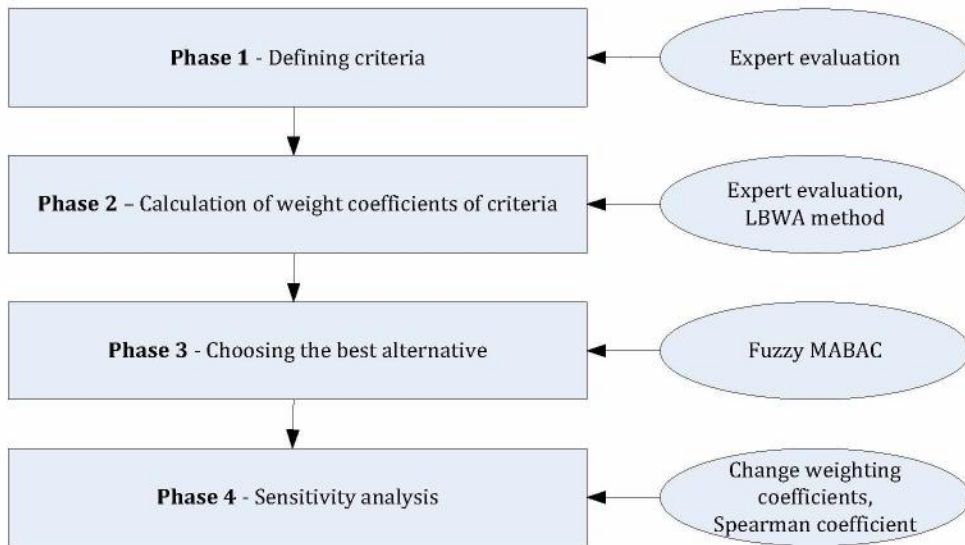 Phase 1 - Defining criteria
Expert evaluation
Phase 2 – Calculation of weight coefficients of criteria
Expert evaluation,
LBWA method
Phase 3 - Choosing the best alternative
Fuzzy MABAC
Phase 4 - Sensitivity analysis
Change weighting
coefficients,
Spearman coefficient